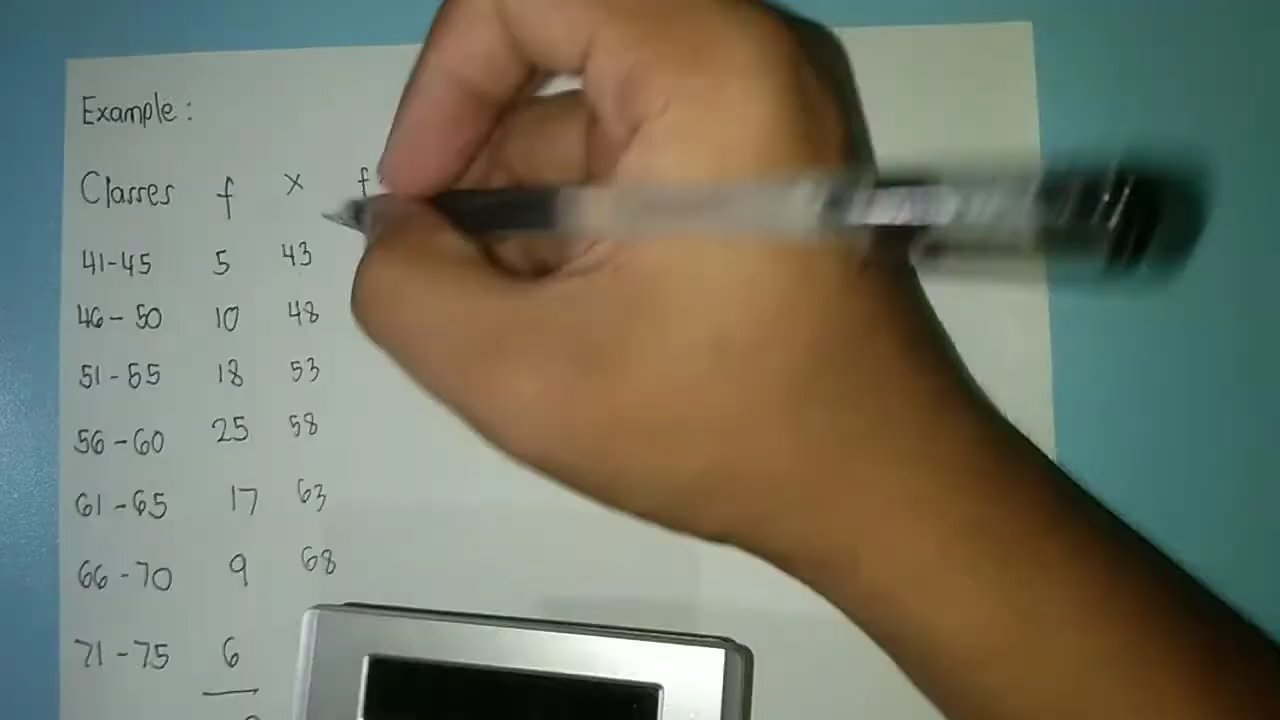 Example:
Classes f x f
41-45 5 43
46-50 10 48
51-55 18 53
56-60 25 58
61-65 17 63
66-70 9 68
71-75 6